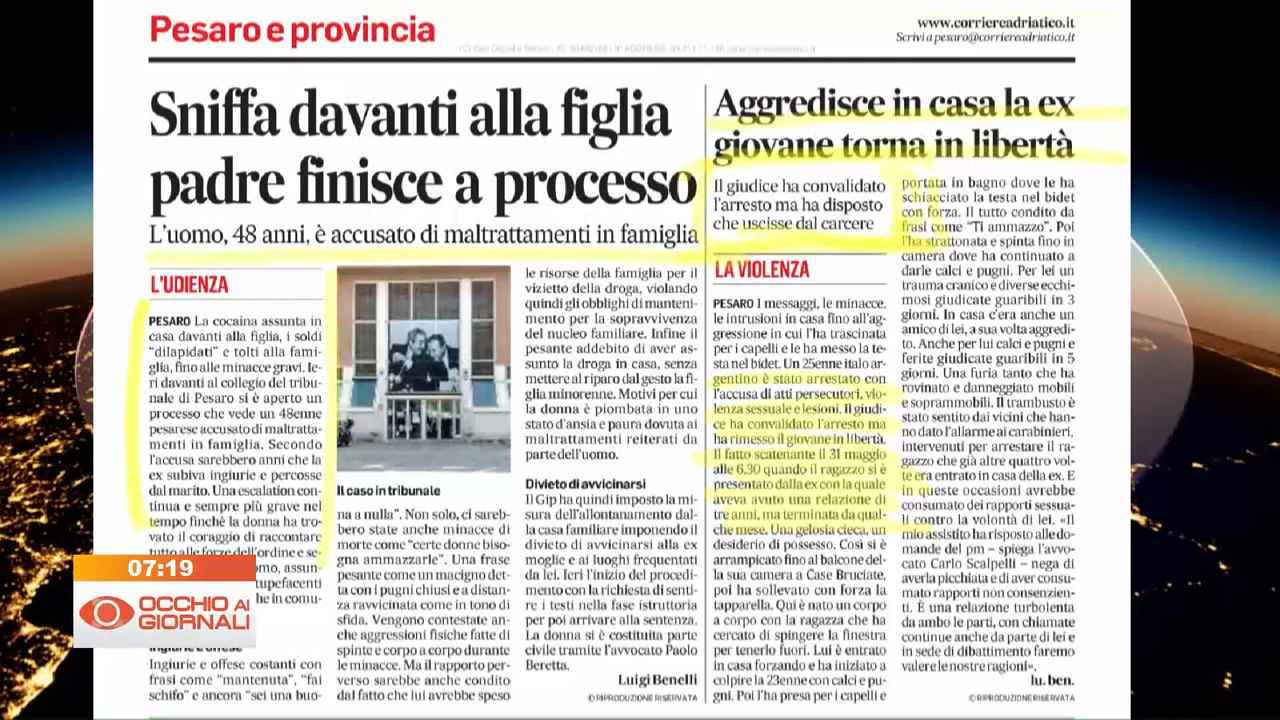 Pesaro e provincia
www.corriereadriatico.it
Scrivi a pesaro@corriereadriatico.it
Sniffa davanti alla figlia
padre finisce a processo
L'uomo, 48 anni, è accusato di maltrattamenti in famiglia
L'UDIENZA
PESARO La cocaina assunta in
casa davanti alla figlia, i soldi
"dilapidati" e tolti alla fami-
glia, fino alle minacce gravi. Ie-
ri davanti al collegio del tribu-
nale di Pesaro si è aperto un
processo che vede un 48enne
pesarese accusato di maltratta-
menti in famiglia. Secondo
l'accusa sarebbero anni che la
ex subiva ingiurie e percosse
dal marito. Una escalation con-
tinua e sempre più grave nel
tempo finchè la donna ha tro-
vato il coraggio di raccontare
tutto alle forze dell'ordine e se-
omo, assun-
tupefacenti
he in comu-
Ingiurie e offese
Ingiurie e offese costanti con
frasi come "mantenuta", "fai
schifo" e ancora "sei una buo-
Il caso in tribunale
na a nulla". Non solo, ci sareb-
bero state anche minacce di
morte come "certe donne biso-
gna ammazzarle". Una frase
pesante come un macigno det-
ta con i pugni chiusi e a distan-
za ravvicinata come in tono di
sfida. Vengono contestate an-
che aggressioni fisiche fatte di
spinte e corpo a corpo durante
le minacce. Ma il rapporto per-
verso sarebbe anche condito
dal fatto che lui avrebbe speso
le risorse della famiglia per il
vizietto della droga, violando
quindi gli obblighi di manteni-
mento per la sopravvivenza
del nucleo familiare. Infine il
pesante addebito di aver as-
sunto la droga in casa, senza
mettere al riparo dal gesto la fi-
glia minorenne. Motivi per cui
la donna è piombata in uno
stato d'ansia e paura dovuta ai
maltrattamenti reiterati da
parte dell'uomo.
Divieto di avvicinarsi
Il Gip ha quindi imposto la mi-
sura dell'allontanamento dal-
la casa familiare imponendo il
divieto di avvicinarsi alla ex
moglie e ai luoghi frequentati
da lei. Ieri l'inizio del procedi-
mento con la richiesta di senti-
re i testi nella fase istruttoria
per poi arrivare alla sentenza.
La donna si è costituita parte
civile tramite l'avvocato Paolo
Beretta.
Luigi Benelli
©RIPRODUZIONE RISERVATA
Aggredisce in casa la ex
giovane torna in libertà
Il giudice ha convalidato
l'arresto ma ha disposto
che uscisse dal carcere
LA VIOLENZA
PESARO I messaggi, le minacce,
le intrusioni in casa fino all'ag-
gressione in cui l'ha trascinata
per i capelli e le ha messo la te-
sta nel bidet. Un 25enne italo ar-
gentino è stato arrestato con
l'accusa di atti persecutori, vio-
lenza sessuale e lesioni. Il giudi-
ce ha convalidato l'arresto ma
ha rimesso il giovane in libertà.
Il fatto scatenante il 31 maggio
alle 6,30 quando il ragazzo si è
presentato dalla ex con la quale
aveva avuto una relazione di
tre anni, ma terminata da qual-
che mese. Una gelosia cieca, un
desiderio di possesso. Così si è
arrampicato fino al balcone del-
la sua camera a Case Bruciate,
poi ha sollevato con forza la
tapparella. Qui è nato un corpo
a corpo con la ragazza che ha
cercato di spingere la finestra
per tenerlo fuori. Lui è entrato
in casa forzando e ha iniziato a
colpire la 23enne con calci e pu-
gni. Poi l'ha presa per i capelli e
portata in bagno dove le ha
schiacciato la testa nel bidet
con forza. Il tutto condito da
frasi come "Ti ammazzo". Poi
l'ha strattonata e spinta fino in
camera dove ha continuato a
darle calci e pugni. Per lei un
trauma cranico e diverse ecchi-
mosi giudicate guaribili in 3
giorni. In casa c'era anche un
amico di lei, a sua volta aggredi-
to. Anche per lui calci e pugni e
ferite giudicate guaribili in 5
giorni. Una furia tanto che ha
rovinato e danneggiato mobili
e soprammobili. Il trambusto è
stato sentito dai vicini che han-
no dato l'allarme ai carabinieri,
intervenuti per arrestare il ra-
gazzo che già altre quattro vol-
te era entrato in casa della ex. E
in queste occasioni avrebbe
consumato dei rapporti sessua-
li contro la volontà di lei. «Il
mio assistito ha risposto alle do-
mande del pm – spiega l'avvo-
cato Carlo Scalpelli – nega di
averla picchiata e di aver consu-
mato rapporti non consenzien-
ti. È una relazione turbolenta
da ambo le parti, con chiamate
continue anche da parte di lei e
in sede di dibattimento faremo
valere le nostre ragioni».
lu. ben.
©RIPRODUZIONE RISERVATA
07:19
OCCHIO AI
GIORNALI